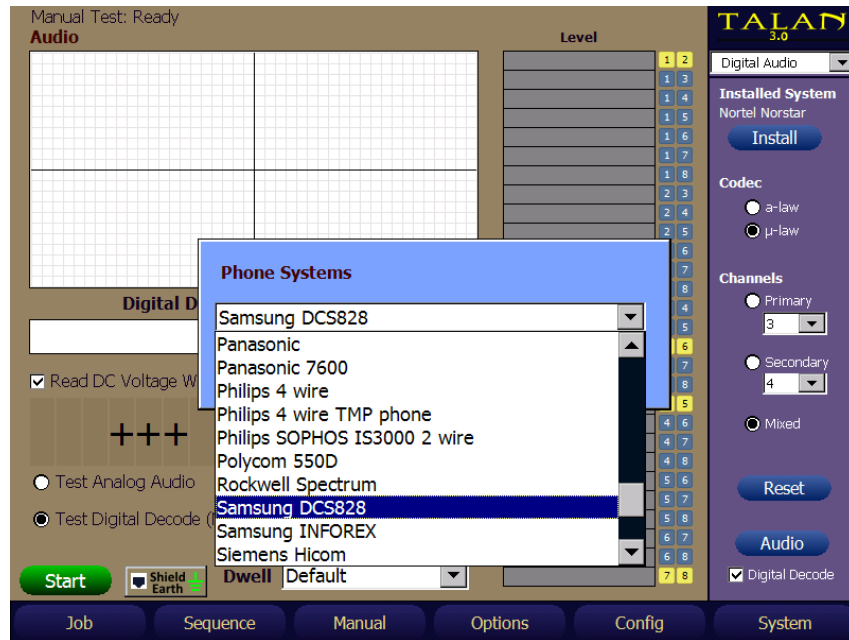 Manual Test: Ready
Audio
Level
TALAN
3.0
Digital Audio
Installed System
Nortel Norstar
Install
Codec
a-law
µ-law
Channels
Primary
3
Secondary
4
Mixed
Reset
Audio
Digital Decode
1 2
1 3
1 4
1 5
1 6
1 7
1 8
2 3
2 4
2 5
6
7
8
4
5
6
7
8
5
4 6
4 7
4 8
5 6
5 7
5 8
6 7
6 8
7 8
Phone Systems
Samsung DCS828
Panasonic
Panasonic 7600
Philips 4 wire
Philips 4 wire TMP phone
Philips SOPHOS IS3000 2 wire
Polycom 550D
Rockwell Spectrum
Samsung DCS828
Samsung INFOREX
Siemens Hicom
Digital D
Read DC Voltage W
+++
Test Analog Audio
Test Digital Decode (
Start
Shield
Earth
Dwell Default
Job Sequence Manual Options Config System